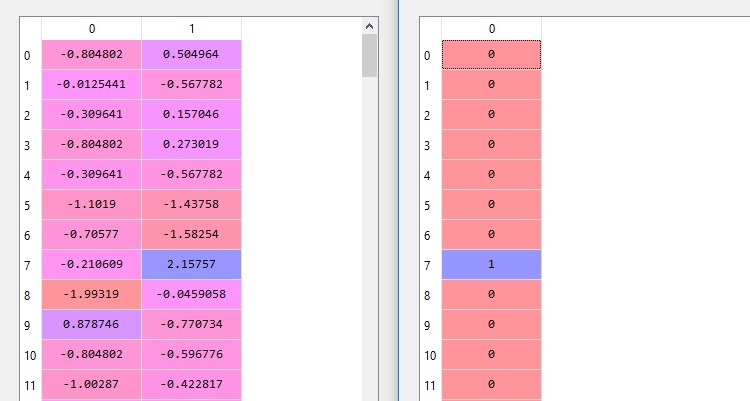 0 1
0 -0.804802 0.504964
1 -0.0125441 -0.567782
2 -0.309641 0.157046
3 -0.804802 0.273019
4 -0.309641 -0.567782
5 -1.1019 -1.43758
6 -0.70577 -1.58254
7 -0.210609 2.15757
8 -1.99319 -0.0459058
9 0.878746 -0.770734
10 -0.804802 -0.596776
11 -1.00287 -0.422817
0
0 0
1 0
2 0
3 0
4 0
5 0
6 0
7 1
8 0
9 0
10 0
11 0